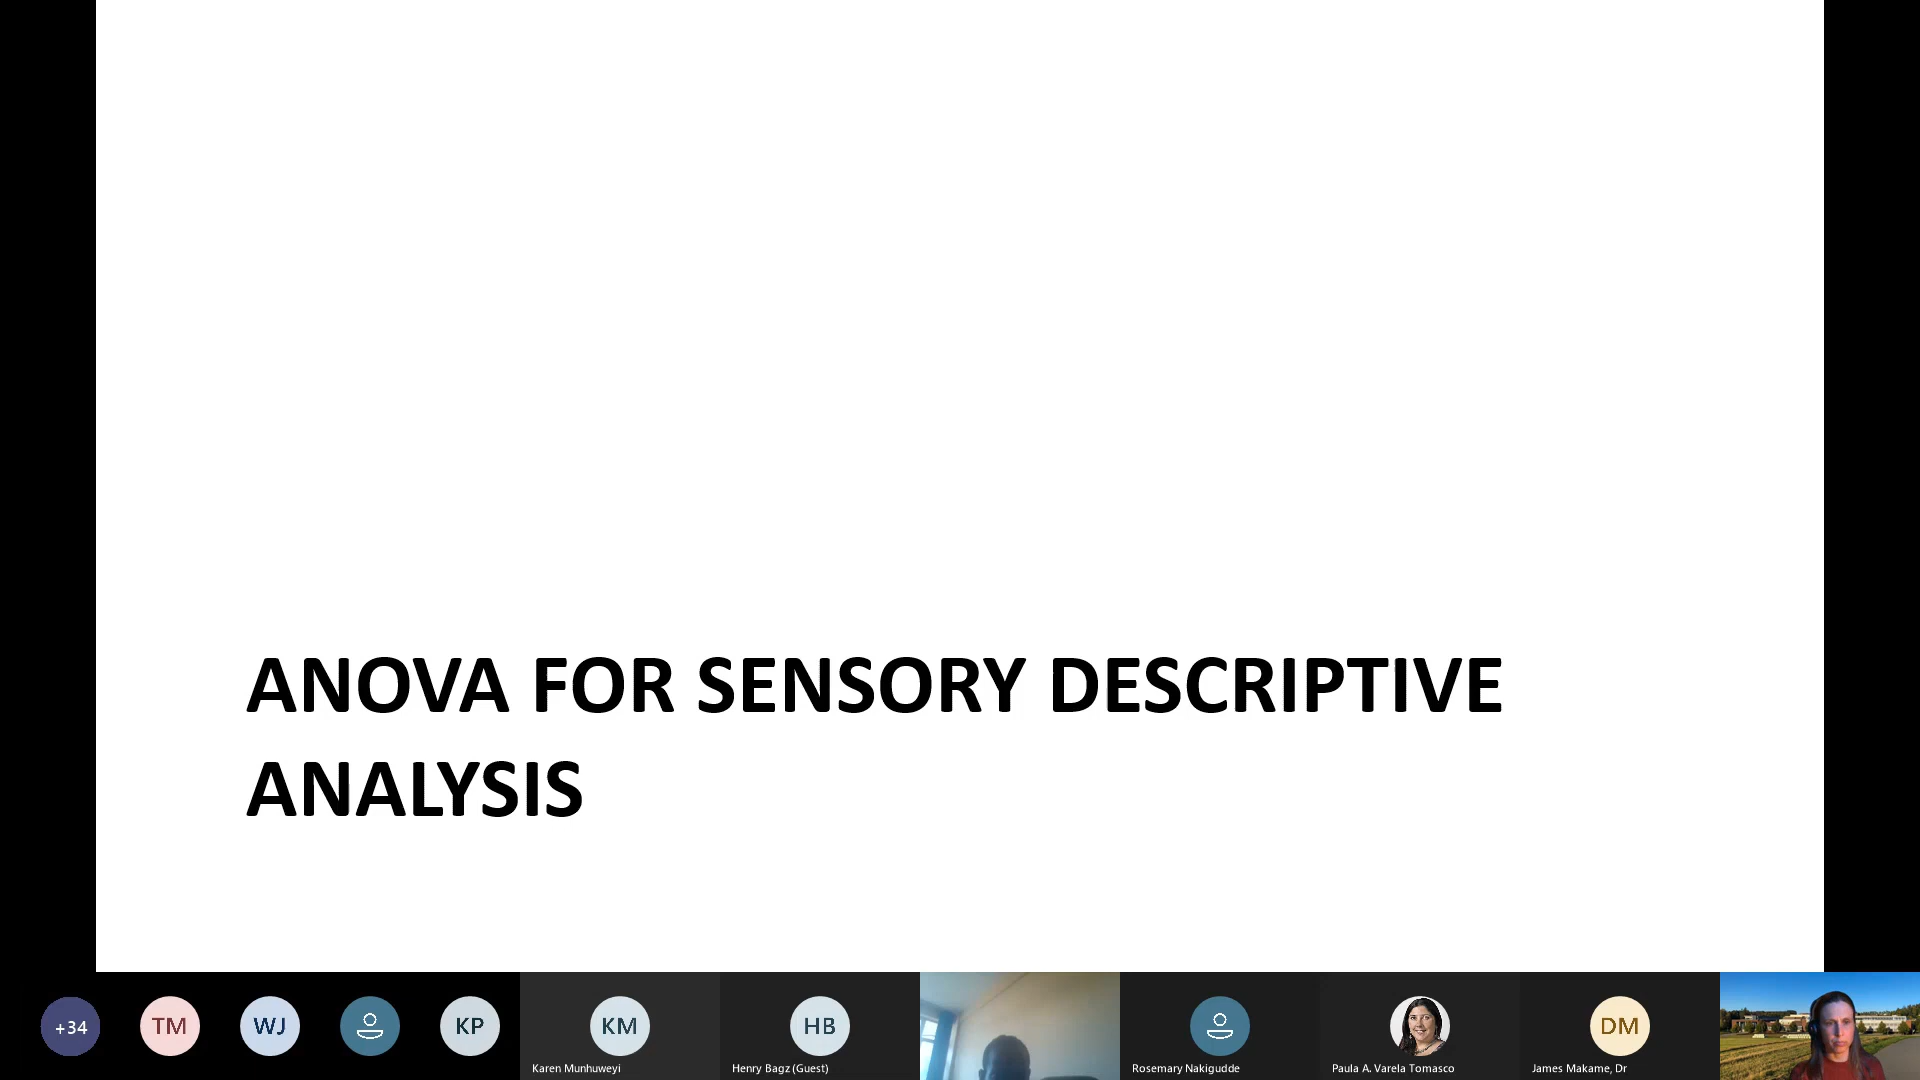 ANOVA FOR SENSORY DESCRIPTIVE
ANALYSIS
+34
TM
WJ
KP
KM
HB
DM
Karen Munhuweyi
Henry Bagz (Guest)
Rosemary Nakigudde
Paula A. Varela Tomasco
James Makame, Dr